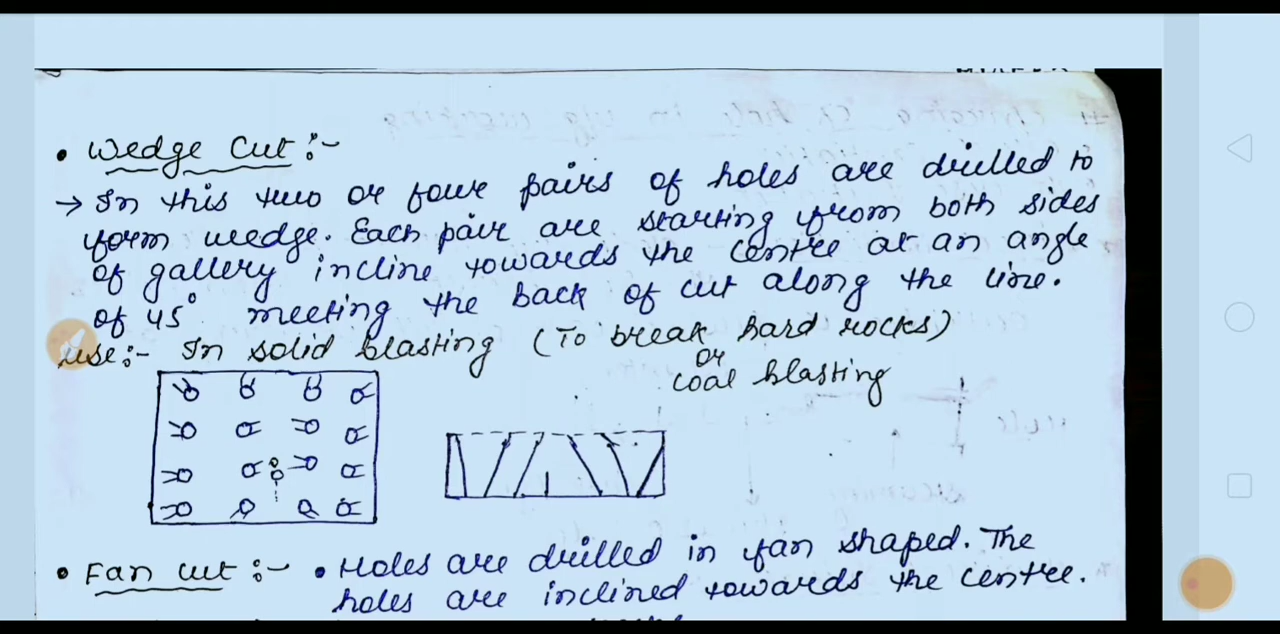 • Wedge Cut :-
→ In this two or four pairs of holes are drilled to
form wedge. Each pair are starting from both sides
of gallery incline towards the centre at an angle
of 45° meeting the back of cut along the line.
use:- In solid blasting (To break hard rocks)
or
coal blasting
• Fan cut :- • Holes are drilled in fan shaped. The
holes are inclined towards the centre.